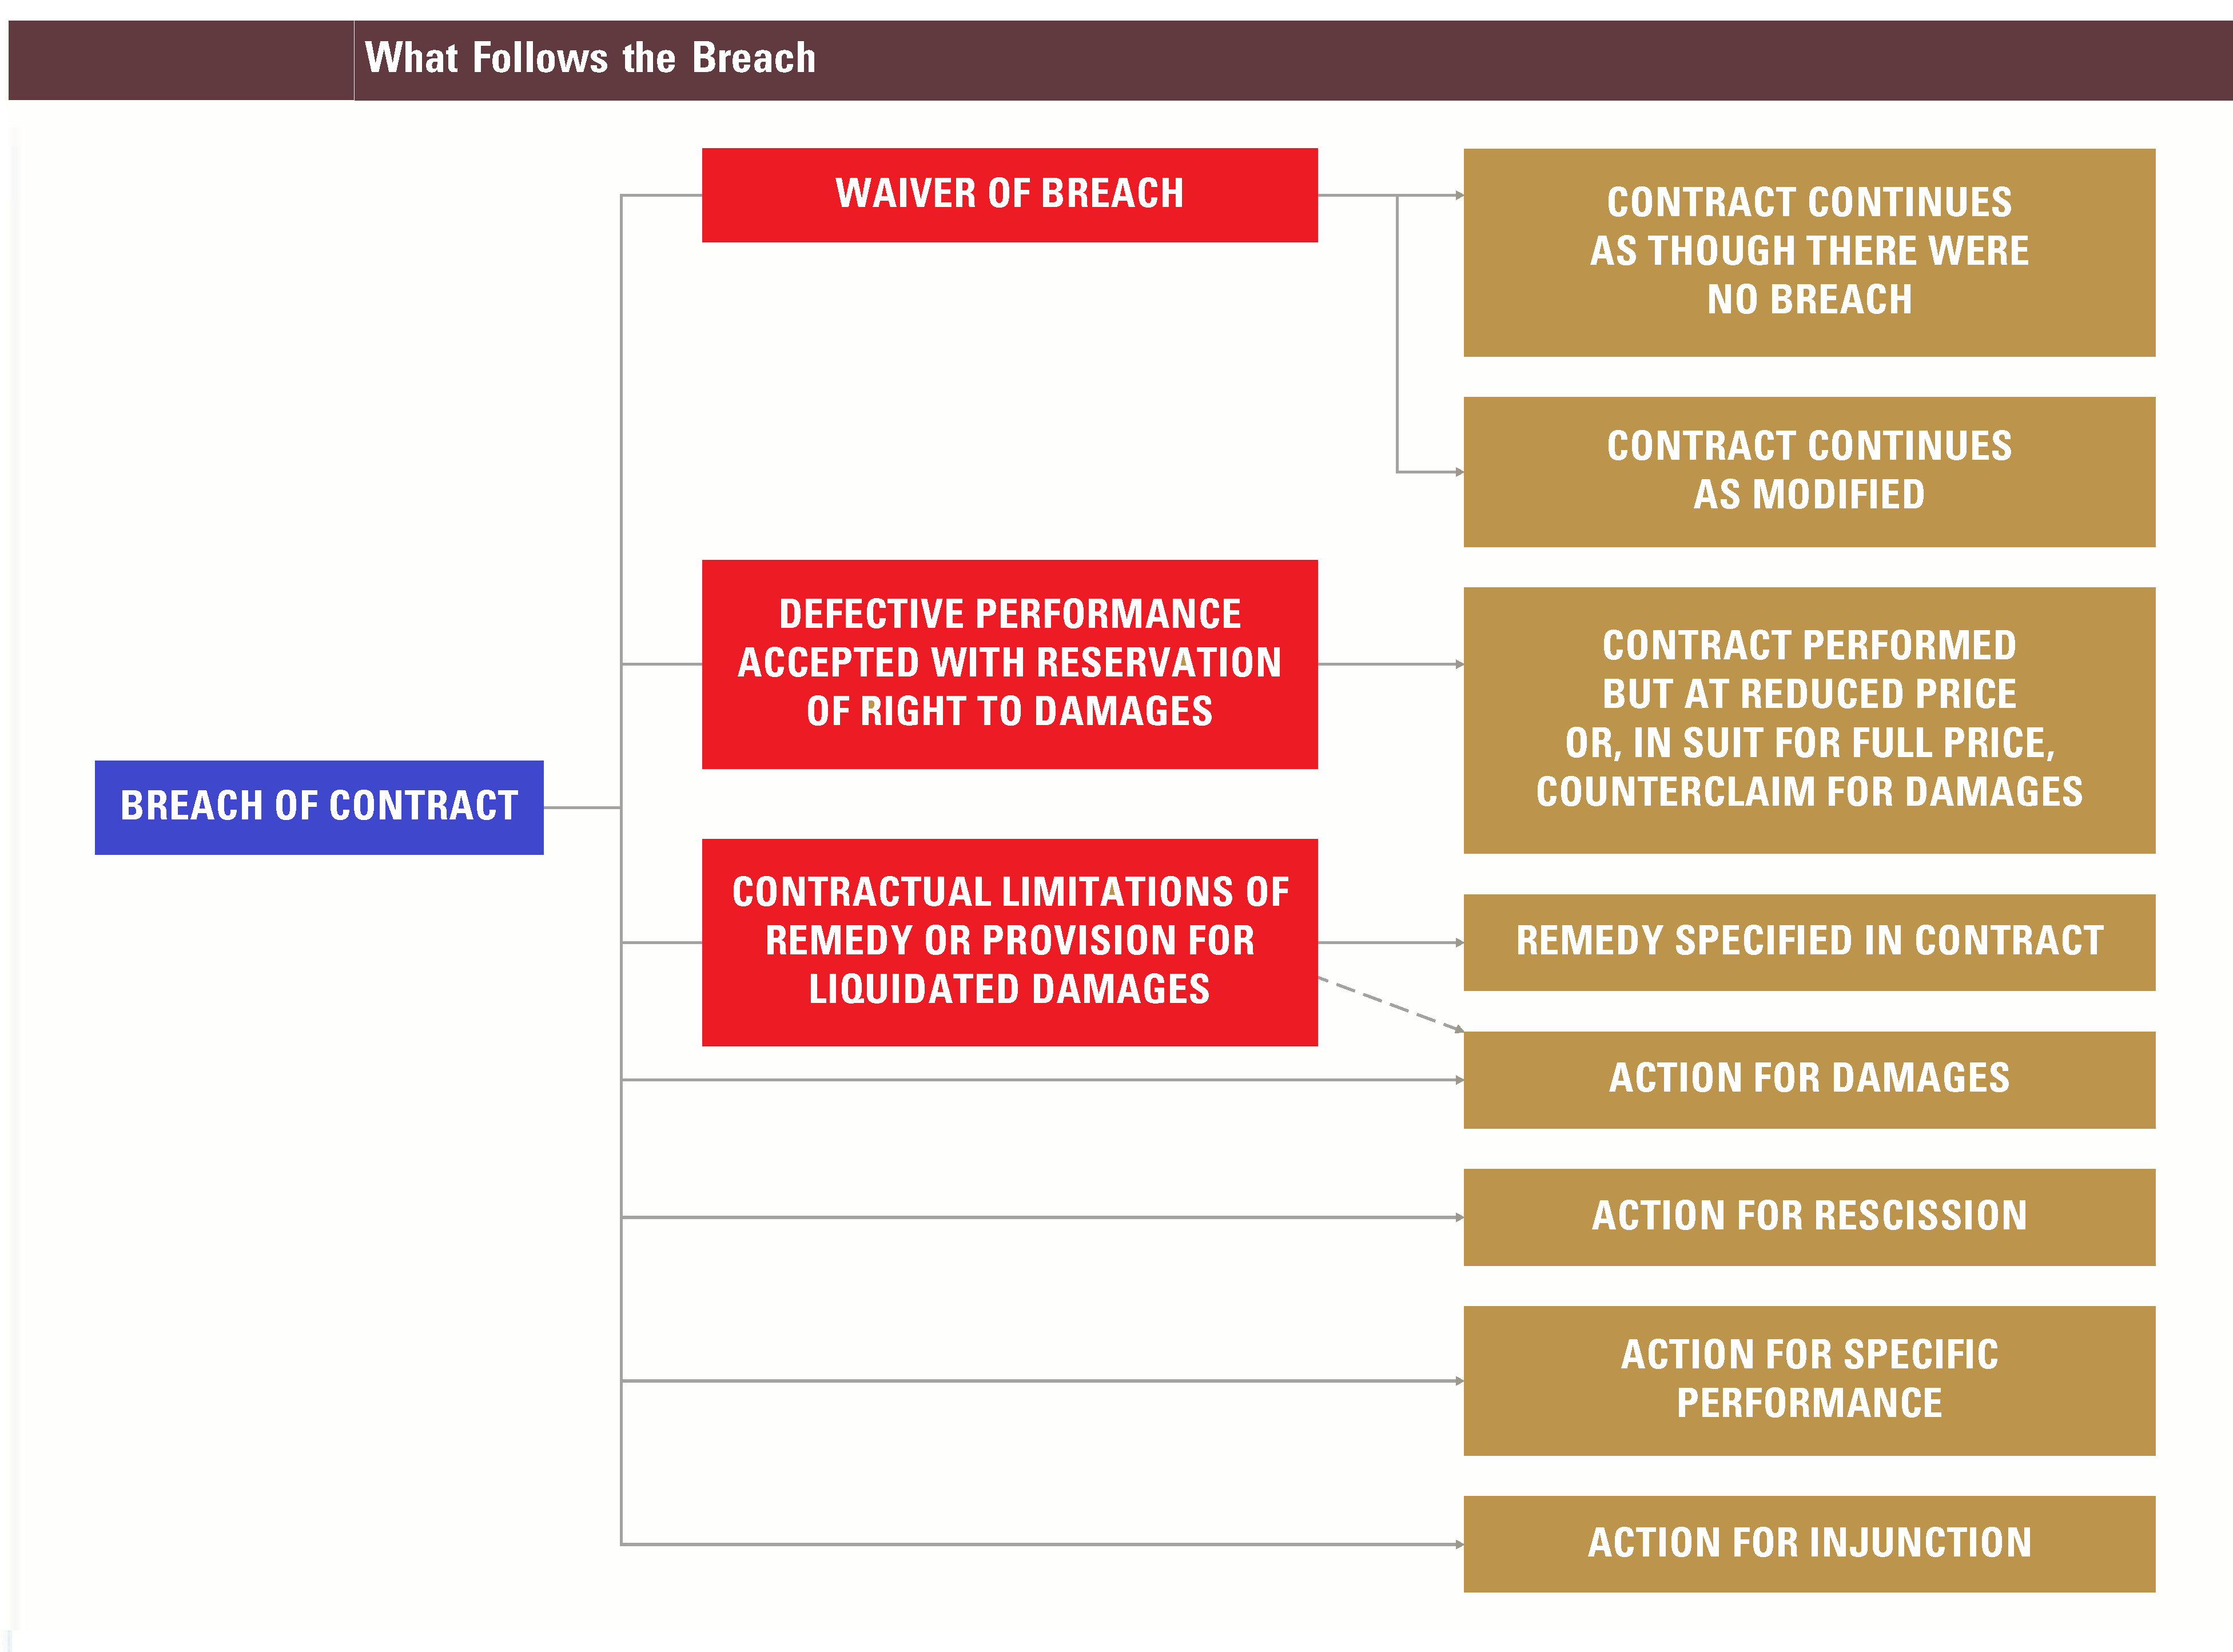 What Follows the Breach
WAIVER OF BREACH
CONTRACT CONTINUES
AS THOUGH THERE WERE
NO BREACH
CONTRACT CONTINUES
AS MODIFIED
DEFECTIVE PERFORMANCE
ACCEPTED WITH RESERVATION
OF RIGHT TO DAMAGES
CONTRACT PERFORMED
BUT AT REDUCED PRICE
OR, IN SUIT FOR FULL PRICE,
COUNTERCLAIM FOR DAMAGES
BREACH OF CONTRACT
CONTRACTUAL LIMITATIONS OF
REMEDY OR PROVISION FOR
LIQUIDATED DAMAGES
REMEDY SPECIFIED IN CONTRACT
ACTION FOR DAMAGES
ACTION FOR RESCISSION
ACTION FOR SPECIFIC
PERFORMANCE
ACTION FOR INJUNCTION